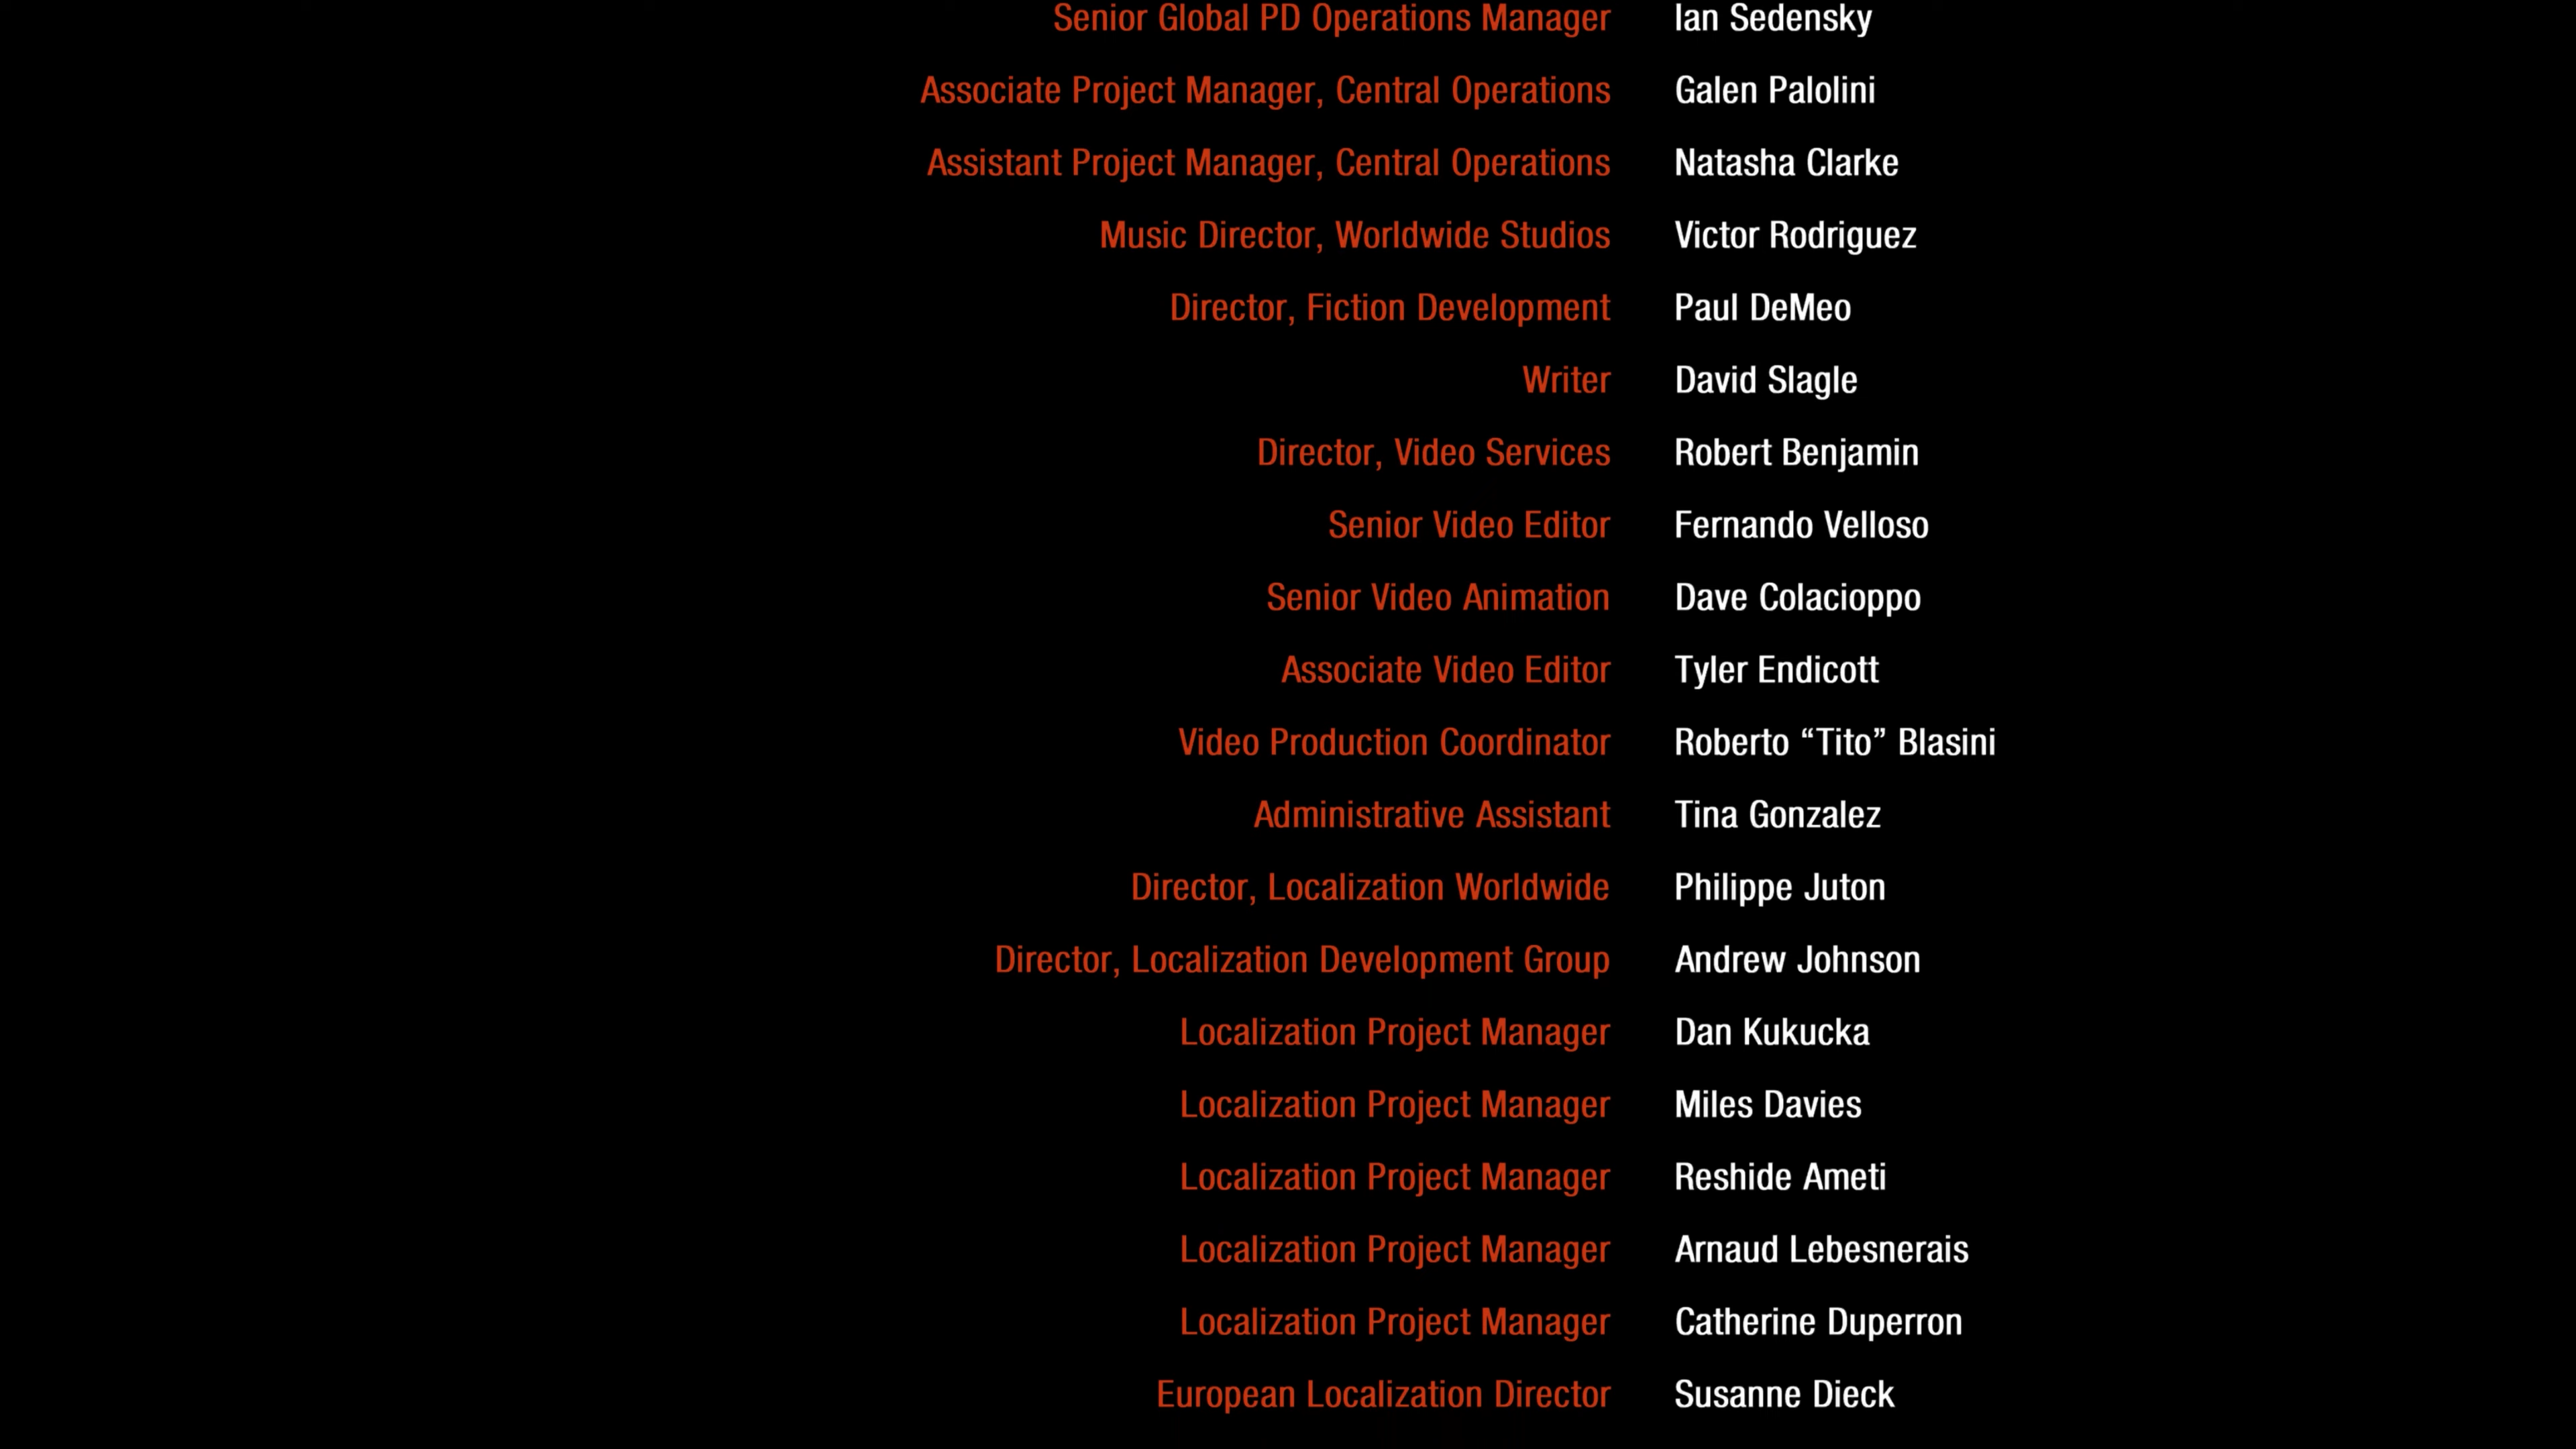 Senior Global PD Operations Manager Ian Sedensky
Associate Project Manager, Central Operations Galen Palolini
Assistant Project Manager, Central Operations Natasha Clarke
Music Director, Worldwide Studios Victor Rodriguez
Director, Fiction Development Paul DeMeo
Writer David Slagle
Director, Video Services Robert Benjamin
Senior Video Editor Fernando Velloso
Senior Video Animation Dave Colacioppo
Associate Video Editor Tyler Endicott
Video Production Coordinator Roberto “Tito” Blasini
Administrative Assistant Tina Gonzalez
Director, Localization Worldwide Philippe Juton
Director, Localization Development Group Andrew Johnson
Localization Project Manager Dan Kukucka
Localization Project Manager Miles Davies
Localization Project Manager Reshide Ameti
Localization Project Manager Arnaud Lebesnerais
Localization Project Manager Catherine Duperron
European Localization Director Susanne Dieck